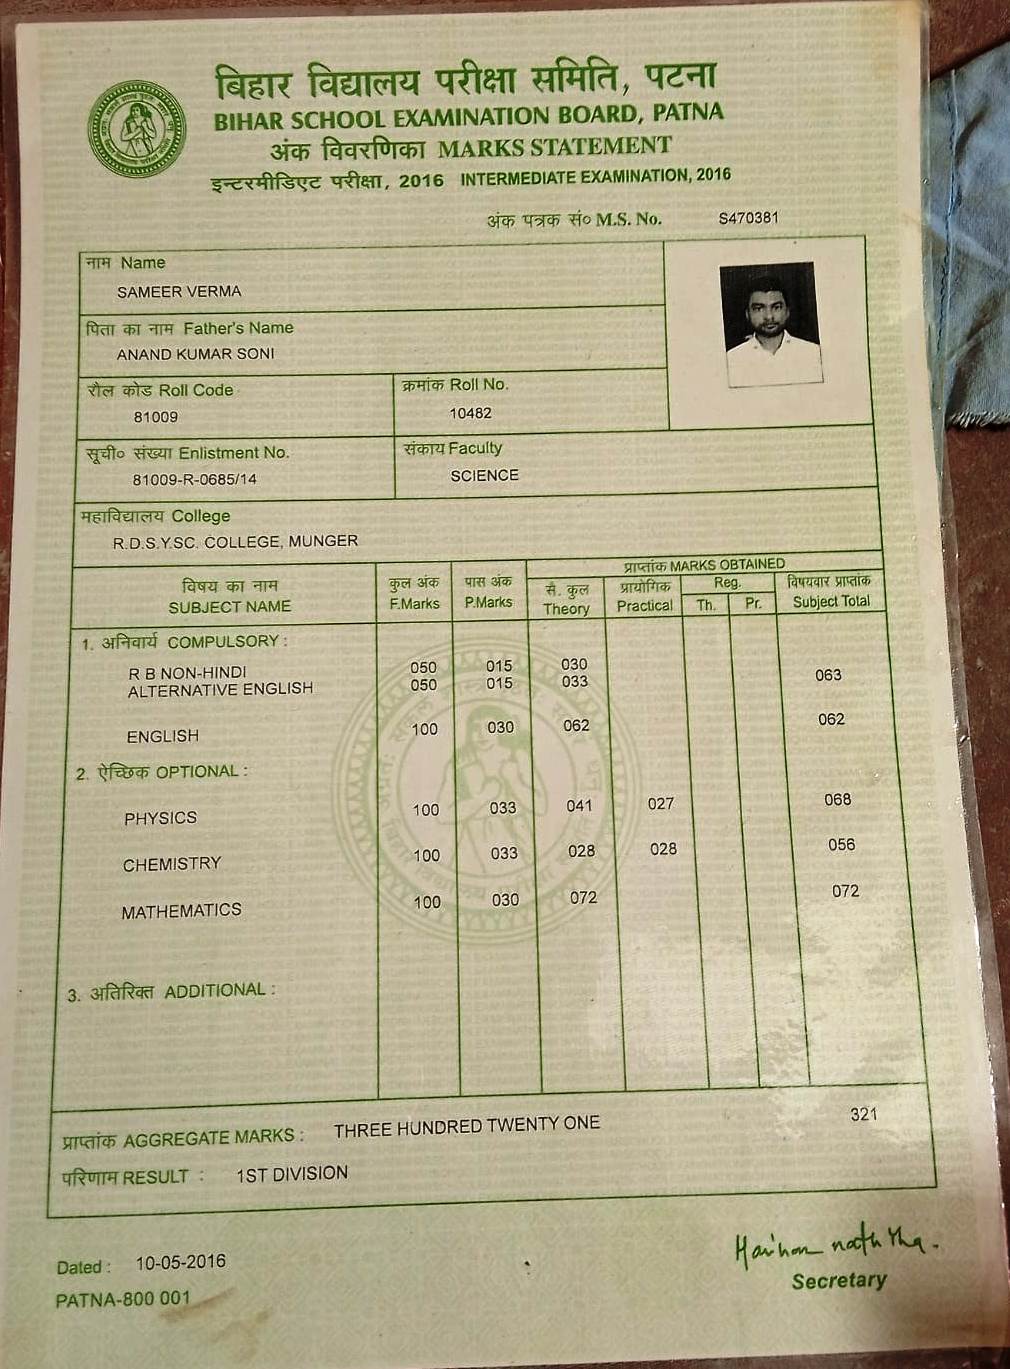 बिहार विद्यालय परीक्षा समिति, पटना
BIHAR SCHOOL EXAMINATION BOARD, PATNA
अंक विवरणिका MARKS STATEMENT
इन्टरमीडिएट परीक्षा, 2016 INTERMEDIATE EXAMINATION, 2016
अंक पत्रक सं० M.S. No. S470381
नाम Name
SAMEER VERMA
पिता का नाम Father's Name
ANAND KUMAR SONI
रौल कोड Roll Code क्रमांक Roll No.
81009 10482
सूची० संख्या Enlistment No. संकाय Faculty
81009-R-0685/14 SCIENCE
महाविद्यालय College
R.D.S.Y.SC. COLLEGE, MUNGER
प्राप्तांक MARKS OBTAINED
विषय का नाम कुल अंक पास अंक सै. कुल प्रायोगिक Reg. विषयवार प्राप्तांक
SUBJECT NAME F.Marks P.Marks Theory Practical Th. Pr. Subject Total
1. अनिवार्य COMPULSORY :
R B NON-HINDI 050 015 030
ALTERNATIVE ENGLISH 050 015 033 063
ENGLISH 100 030 062 062
2. ऐच्छिक OPTIONAL :
PHYSICS 100 033 041 027 068
CHEMISTRY 100 033 028 028 056
MATHEMATICS 100 030 072 072
3. अतिरिक्त ADDITIONAL :
प्राप्तांक AGGREGATE MARKS : THREE HUNDRED TWENTY ONE 321
परिणाम RESULT : 1ST DIVISION
Dated : 10-05-2016
PATNA-800 001
Secretary